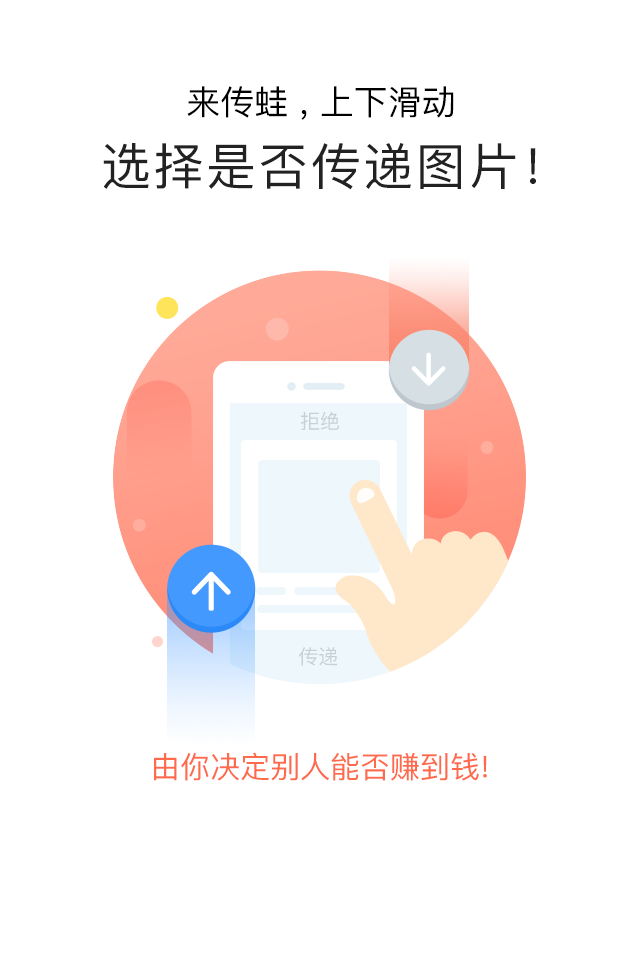 来传蛙，上下滑动
选择是否传递图片！
拒绝
传递
由你决定别人能否赚到钱!